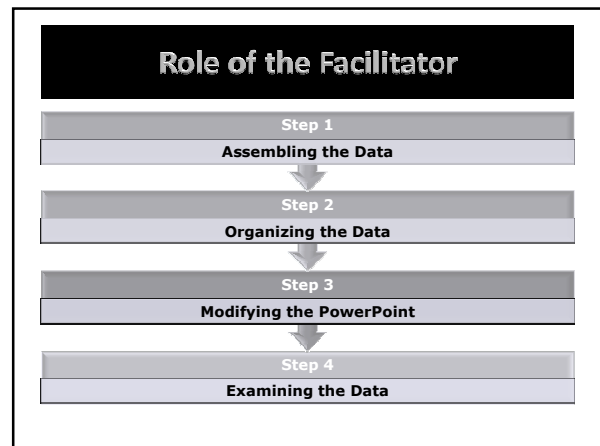 Role of the Facilitator
Step 1
Assembling the Data
Step 2
Organizing the Data
Step 3
Modifying the PowerPoint
Step 4
Examining the Data